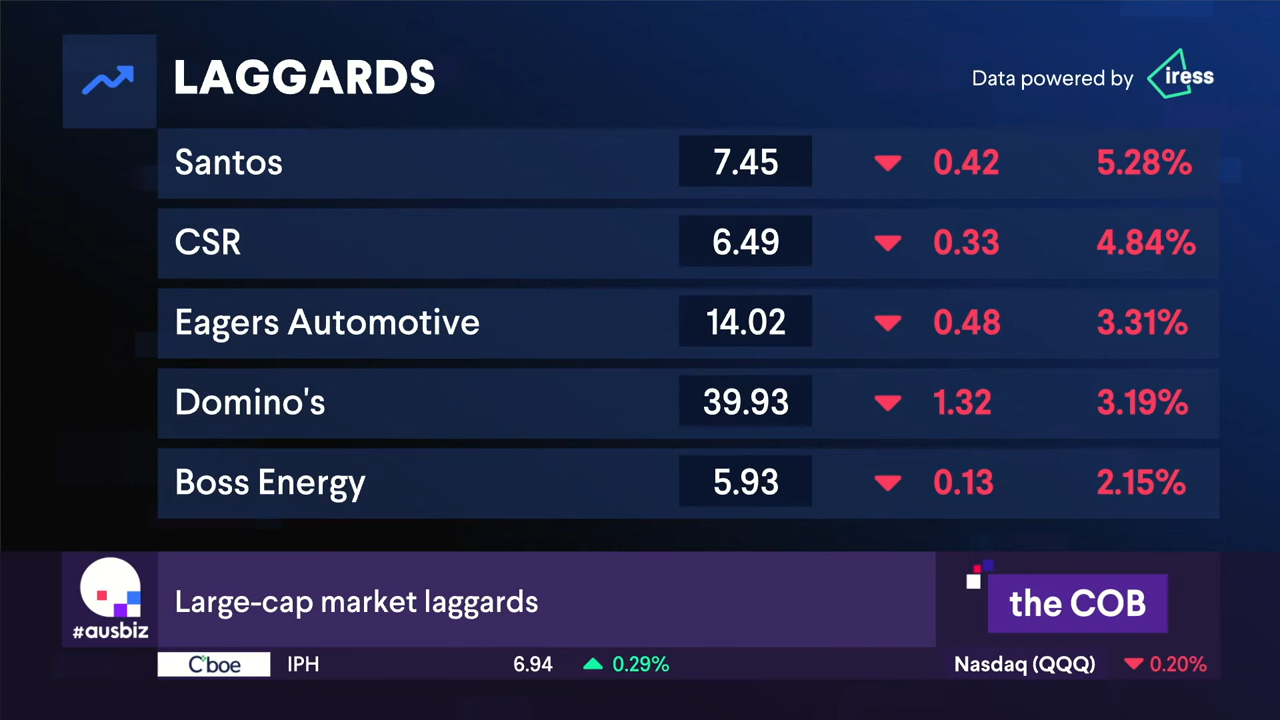 LAGGARDS
Data powered by iress
Santos 7.45 ▼ 0.42 5.28%
CSR 6.49 ▼ 0.33 4.84%
Eagers Automotive 14.02 ▼ 0.48 3.31%
Domino's 39.93 ▼ 1.32 3.19%
Boss Energy 5.93 ▼ 0.13 2.15%
Large-cap market laggards
#ausbiz
the COB
Cboe IPH 6.94 ▲ 0.29% Nasdaq (QQQ) ▼ 0.20%